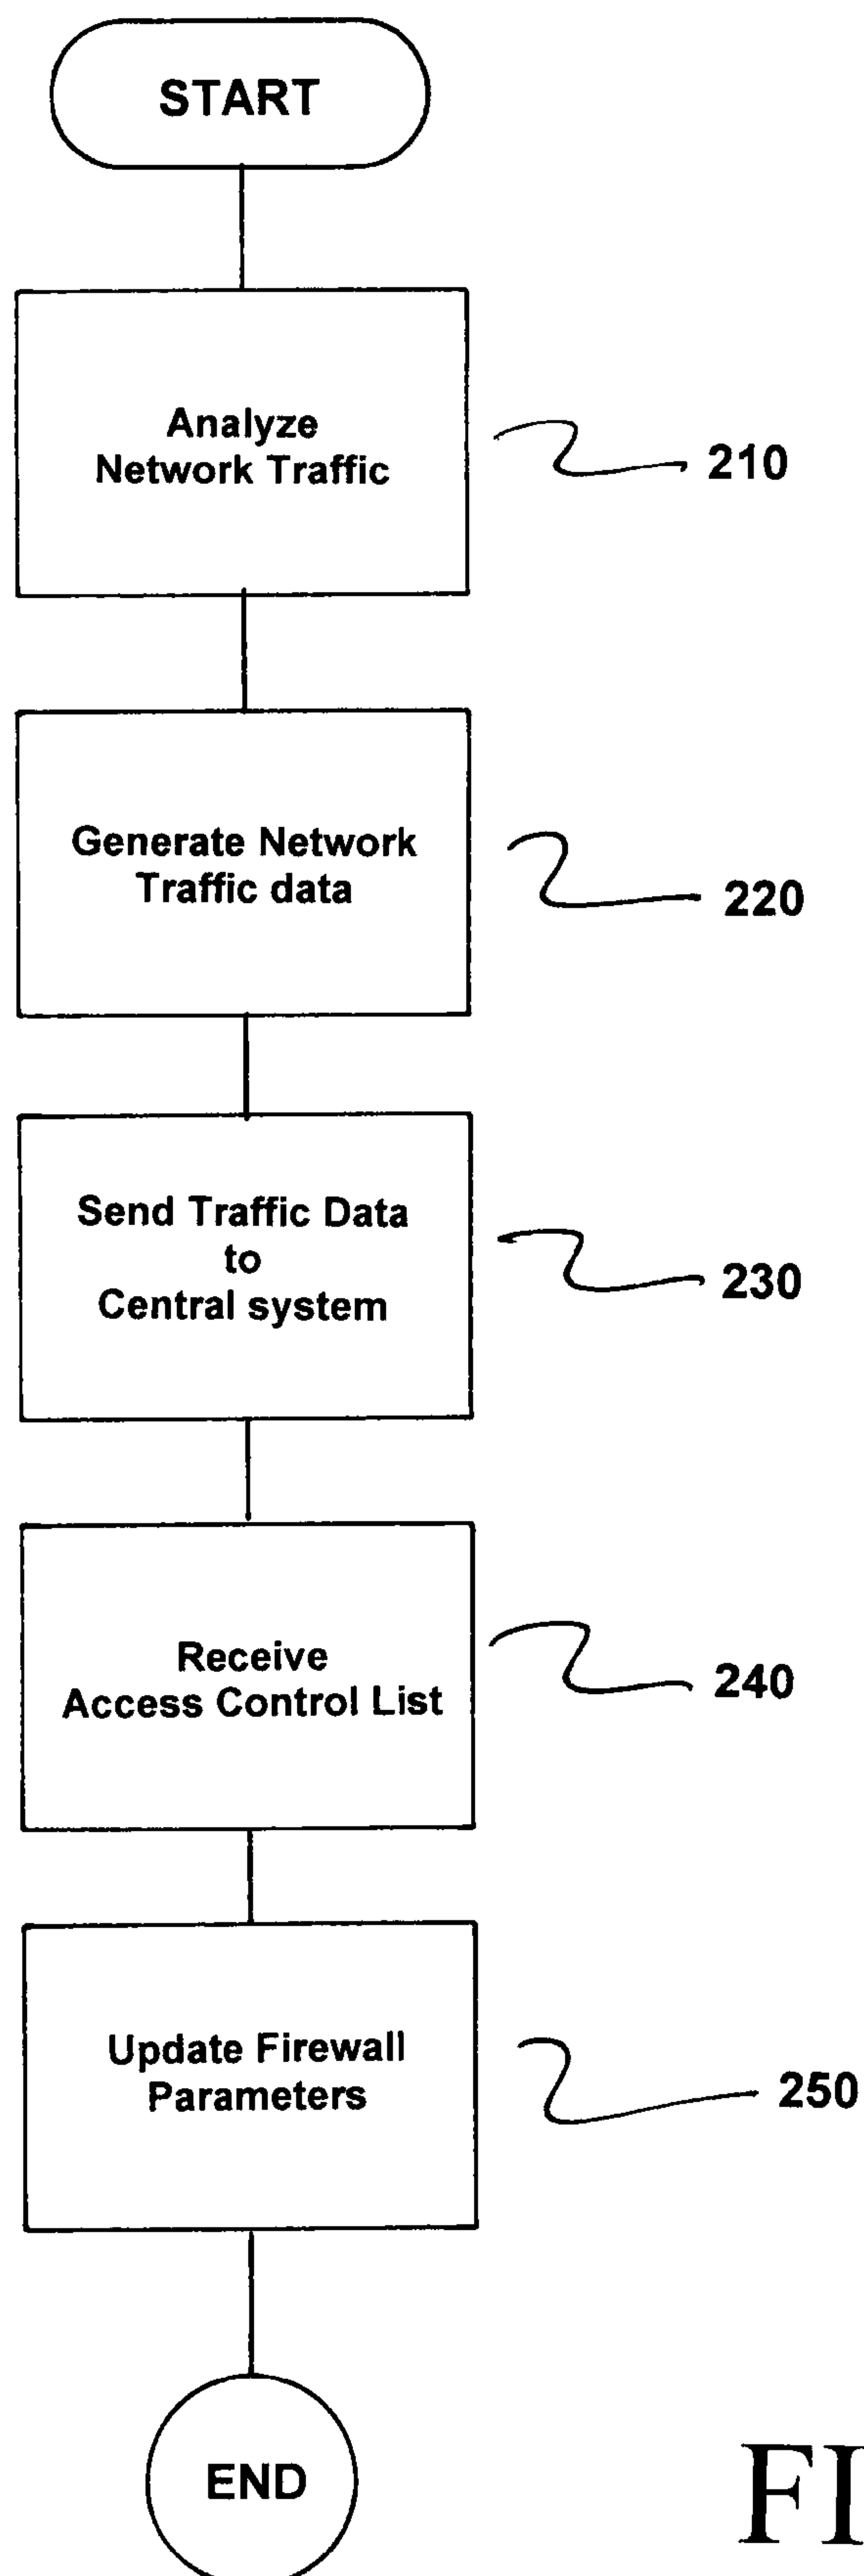 START
Analyze
Network Traffic
210
Generate Network
Traffic data
220
Send Traffic Data
to
Central system
230
Receive
Access Control List
240
Update Firewall
Parameters
250
END
FI